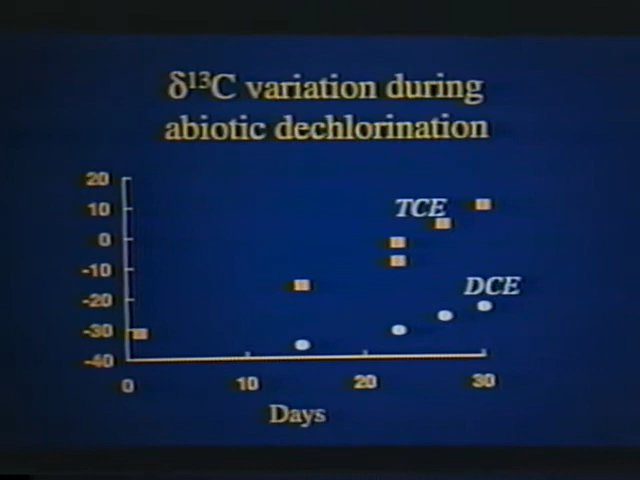 δ¹³C variation during
abiotic dechlorination
20
10
0
-10
-20
-30
-40
TCE
DCE
0 10 20 30
Days